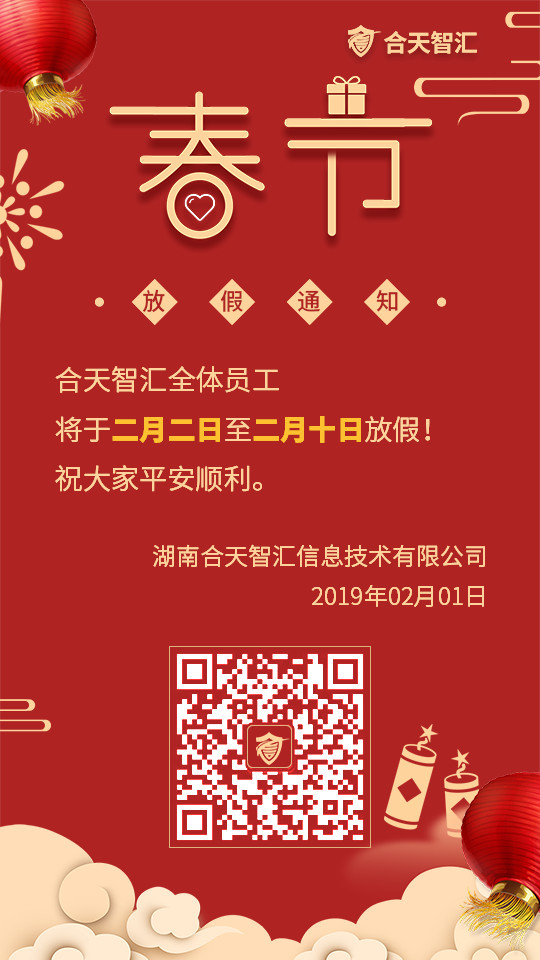 合天智汇
春节
放假通知
合天智汇全体员工
将于二月二日至二月十日放假！
祝大家平安顺利。
湖南合天智汇信息技术有限公司
2019年02月01日